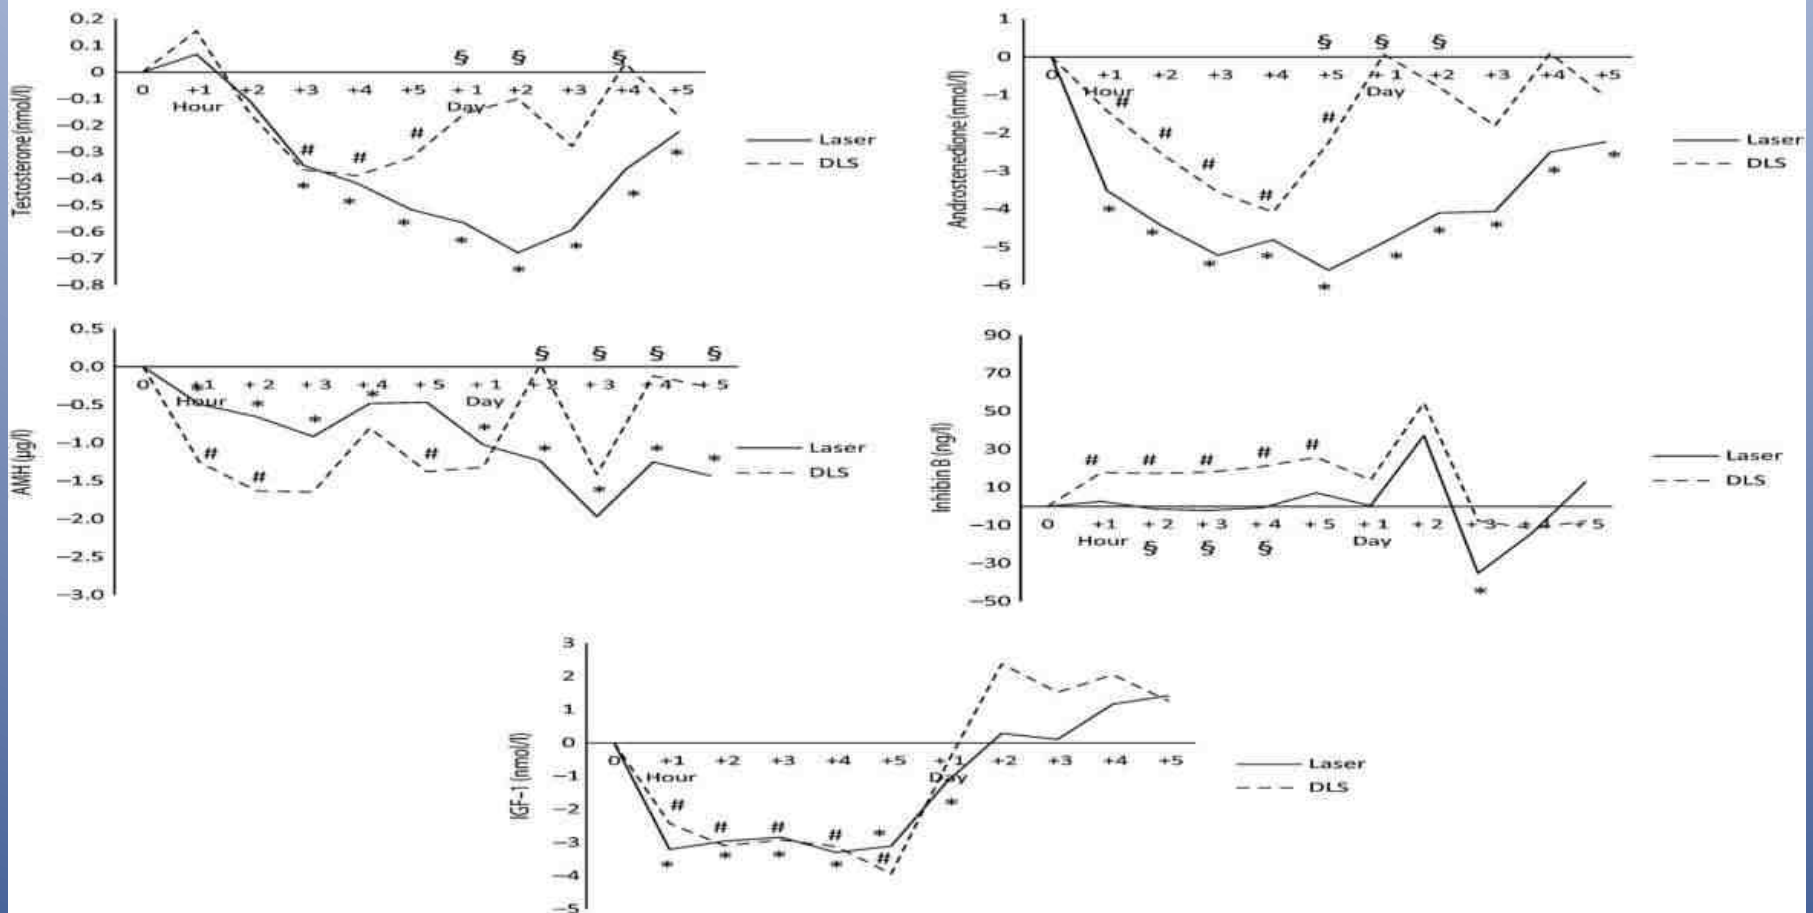 0.2
0.1
0
−0.1
−0.2
−0.3
−0.4
−0.5
−0.6
−0.7
−0.8
Testosterone (nmol/l)
0 +1 +2 +3 +4 +5 + 1 +2 +3 +4 +5
Hour Day
§ § §
# # #
* * * * * * * *
Laser
DLS
1
0
−1
−2
−3
−4
−5
−6
Androstenedione (nmol/l)
0 +1 +2 +3 +4 +5 + 1 +2 +3 +4 +5
Hour Day
§ § §
# # # # #
* * * * * * * * * *
Laser
DLS
0.5
0.0
−0.5
−1.0
−1.5
−2.0
−2.5
−3.0
AMH (µg/l)
0 +1 + 2 + 3 + 4 + 5 + 1 + 2 + 3 + 4 + 5
Hour Day
§ § § §
* * * * * * * * *
# # #
Laser
DLS
90
70
50
30
10
−10
−30
−50
Inhibin B (ng/l)
0 +1 + 2 + 3 + 4 + 5 + 1 + 2 + 3 + 4 + 5
Hour Day
# # # # #
§ § §
*
Laser
DLS
3
2
1
0
−1
−2
−3
−4
−5
IGF-1 (nmol/l)
0 +1 +2 +3 +4 +5 +1 +2 +3 +4 +5
Hour Day
# # # # #
* * * * * *
Laser
DLS